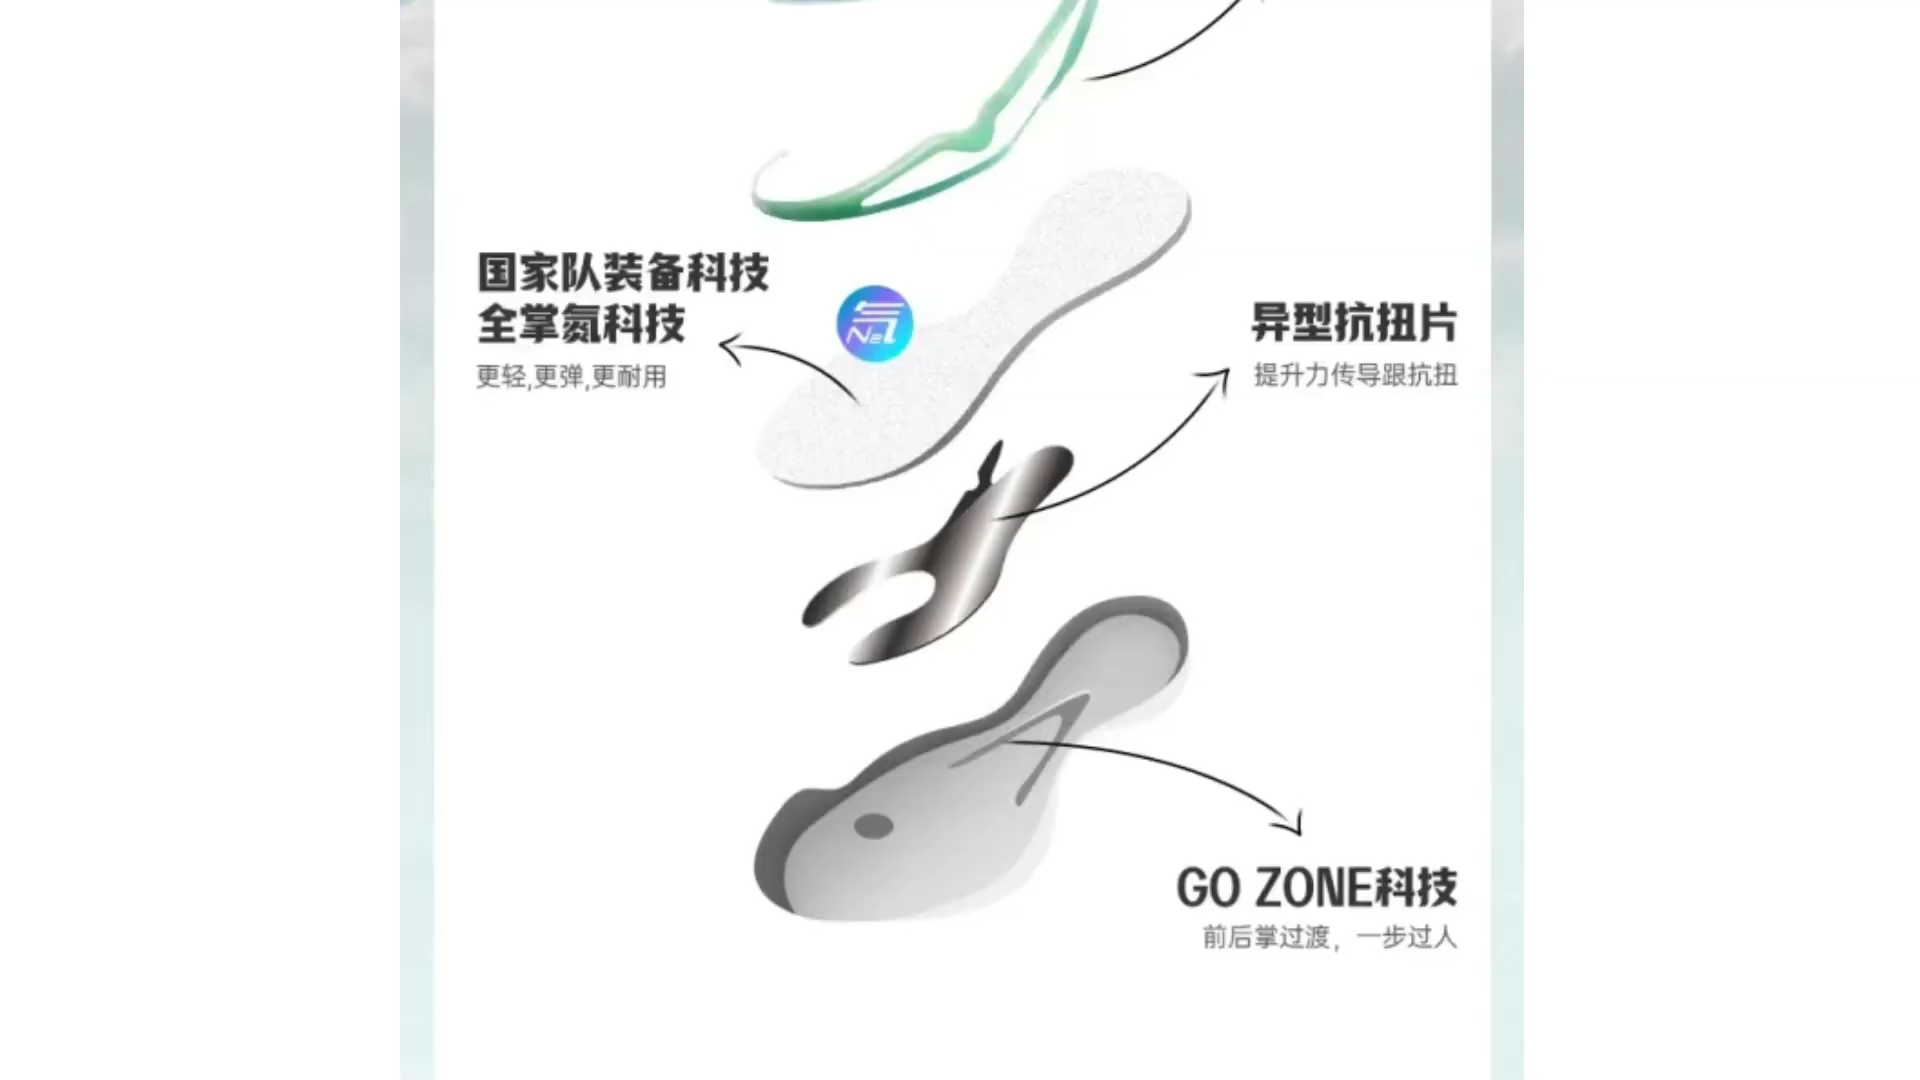 国家队装备科技
全掌氮科技
更轻,更弹,更耐用
N₂
异型抗扭片
提升力传导跟抗扭
GO ZONE科技
前后掌过渡，一步过人